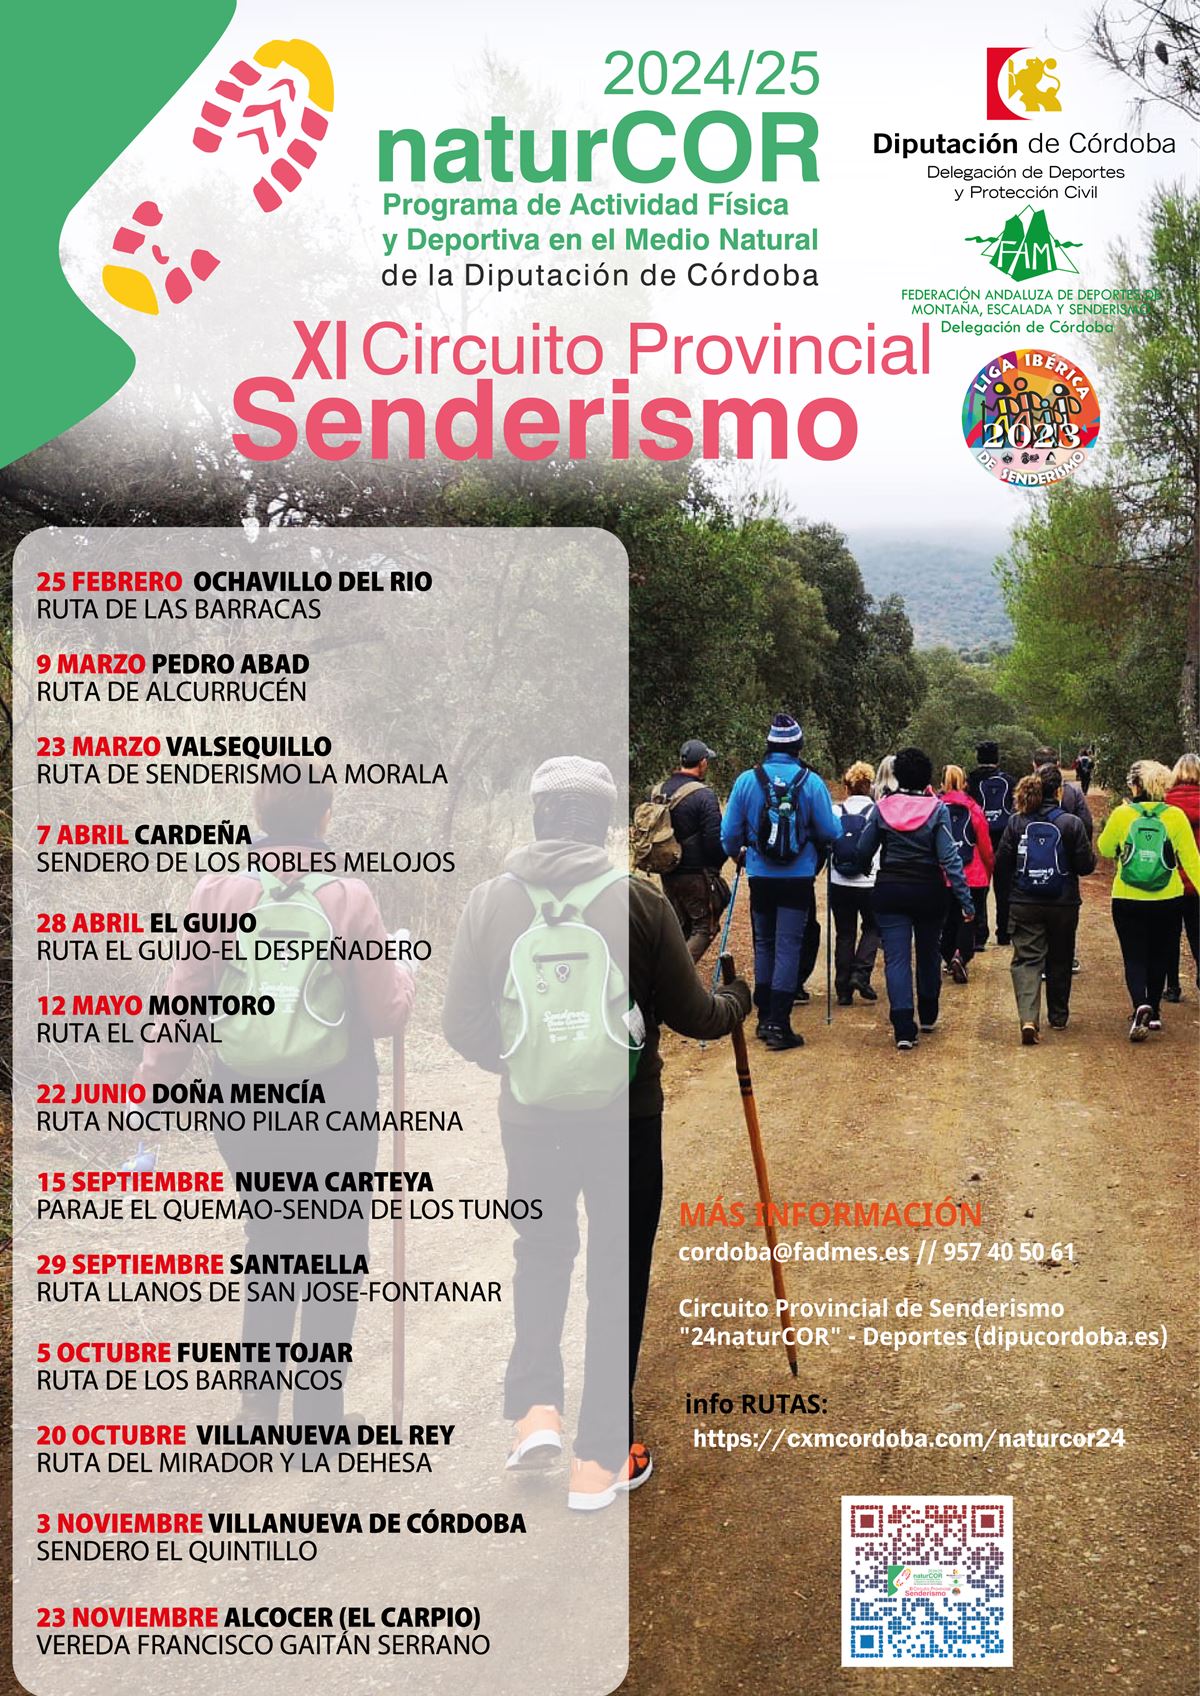 2024/25
naturCOR
Programa de Actividad Física
y Deportiva en el Medio Natural
de la Diputación de Córdoba
Diputación de Córdoba
Delegación de Deportes
y Protección Civil
FAM
FEDERACIÓN ANDALUZA DE DEPORTES DE
MONTAÑA, ESCALADA Y SENDERISMO
Delegación de Córdoba
XI Circuito Provincial
Senderismo
LIGA IBÉRICA
2023
DE SENDERISMO
25 FEBRERO OCHAVILLO DEL RIO
RUTA DE LAS BARRACAS
9 MARZO PEDRO ABAD
RUTA DE ALCURRUCÉN
23 MARZO VALSEQUILLO
RUTA DE SENDERISMO LA MORALA
7 ABRIL CARDEÑA
SENDERO DE LOS ROBLES MELOJOS
28 ABRIL EL GUIJO
RUTA EL GUIJO-EL DESPEÑADERO
12 MAYO MONTORO
RUTA EL CAÑAL
22 JUNIO DOÑA MENCÍA
RUTA NOCTURNO PILAR CAMARENA
15 SEPTIEMBRE NUEVA CARTEYA
PARAJE EL QUEMAO-SENDA DE LOS TUNOS
29 SEPTIEMBRE SANTAELLA
RUTA LLANOS DE SAN JOSE-FONTANAR
5 OCTUBRE FUENTE TOJAR
RUTA DE LOS BARRANCOS
20 OCTUBRE VILLANUEVA DEL REY
RUTA DEL MIRADOR Y LA DEHESA
3 NOVIEMBRE VILLANUEVA DE CÓRDOBA
SENDERO EL QUINTILLO
23 NOVIEMBRE ALCOCER (EL CARPIO)
VEREDA FRANCISCO GAITÁN SERRANO
MÁS INFORMACIÓN
cordoba@fadmes.es // 957 40 50 61
Circuito Provincial de Senderismo
"24naturCOR" - Deportes (dipucordoba.es)
info RUTAS:
https://cxmcordoba.com/naturcor24
naturCOR
XI Circuito Provincial
Senderismo